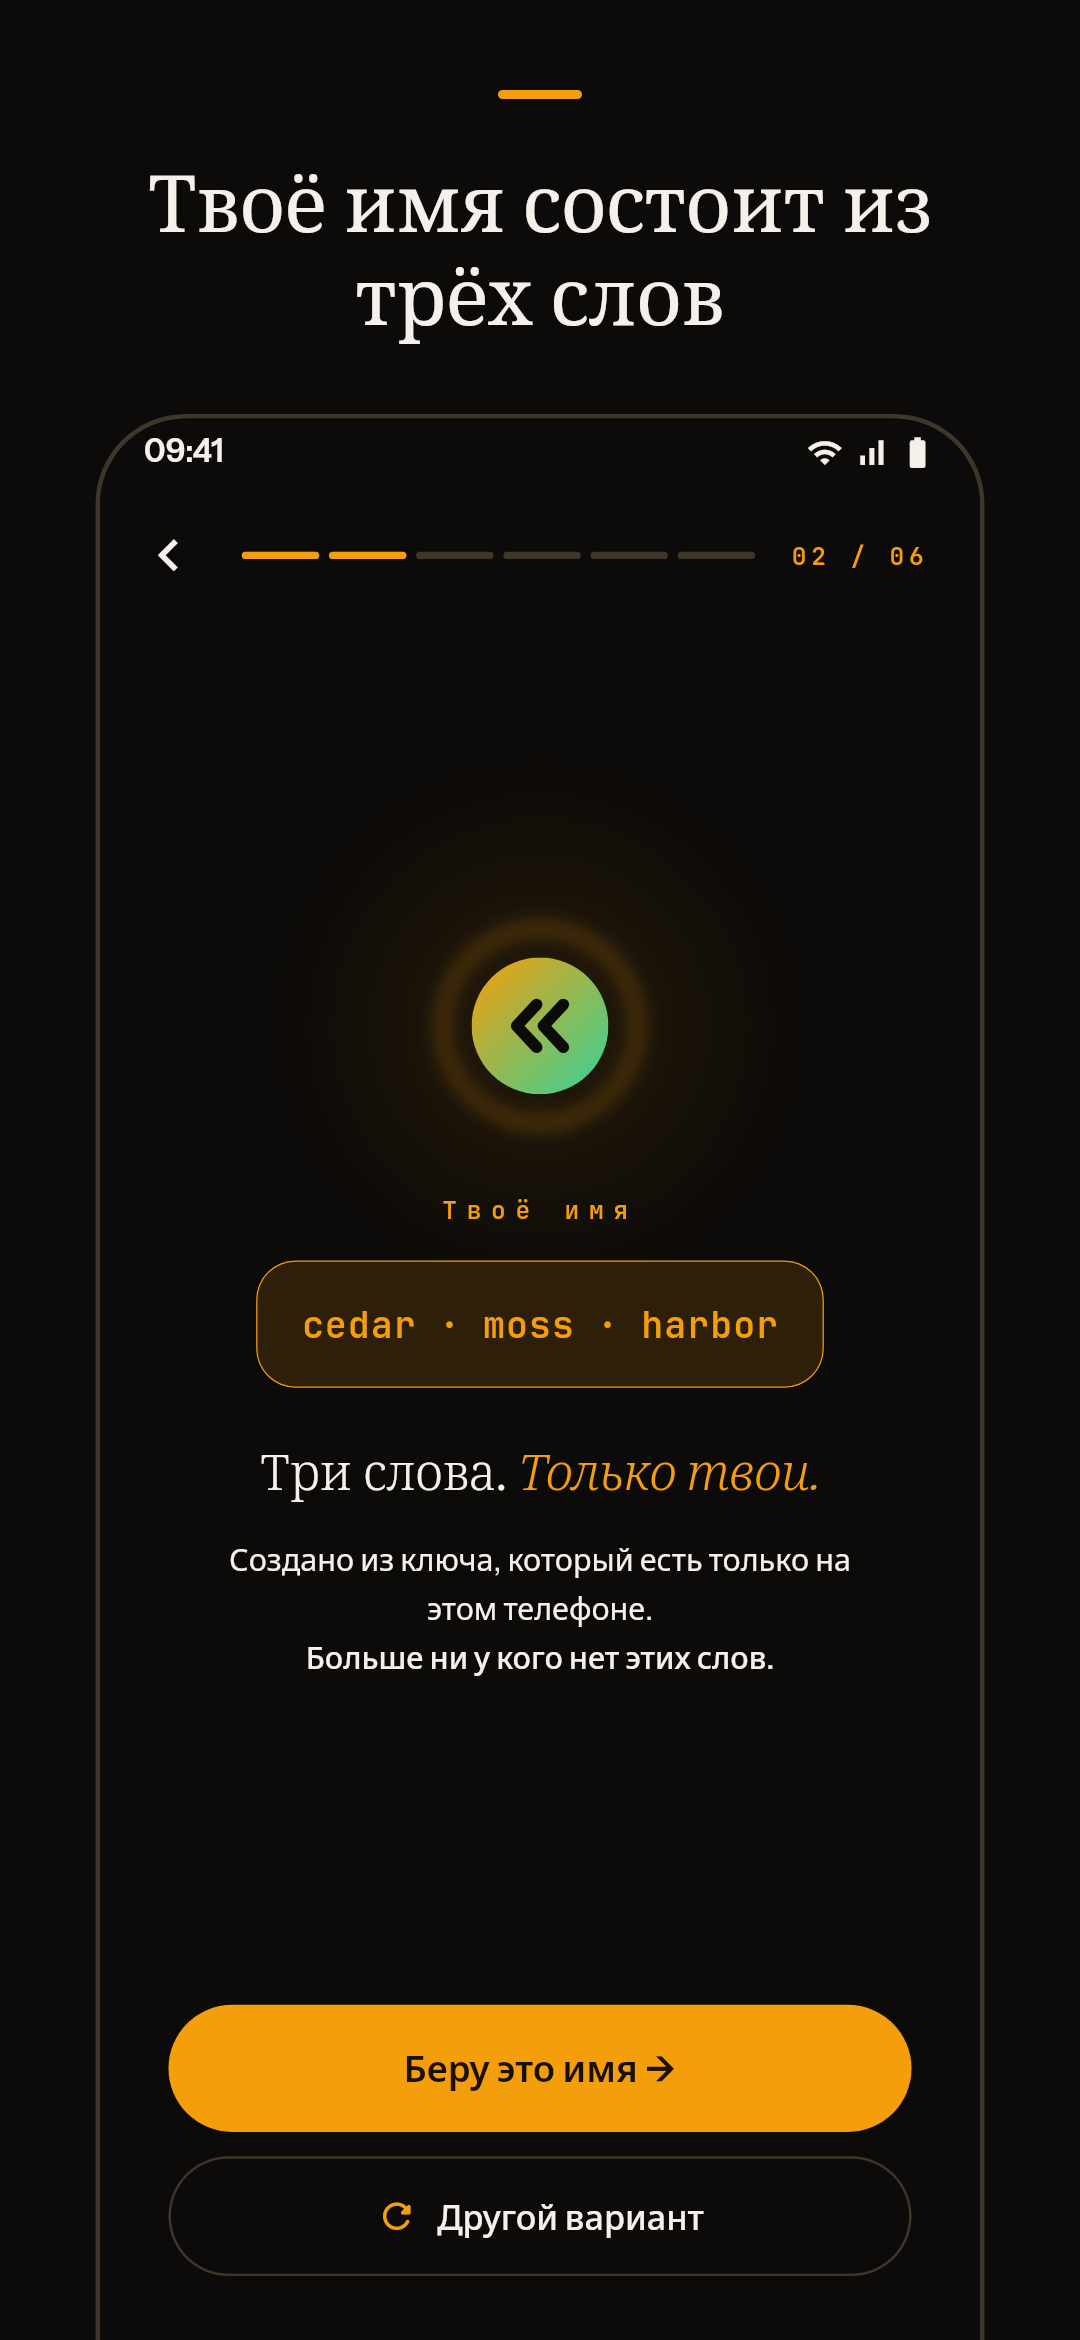 Твоё имя состоит из
трёх слов
09:41
02 / 06
Твоё имя
cedar · moss · harbor
Три слова. Только твои.
Создано из ключа, который есть только на
этом телефоне.
Больше ни у кого нет этих слов.
Беру это имя →
Другой вариант